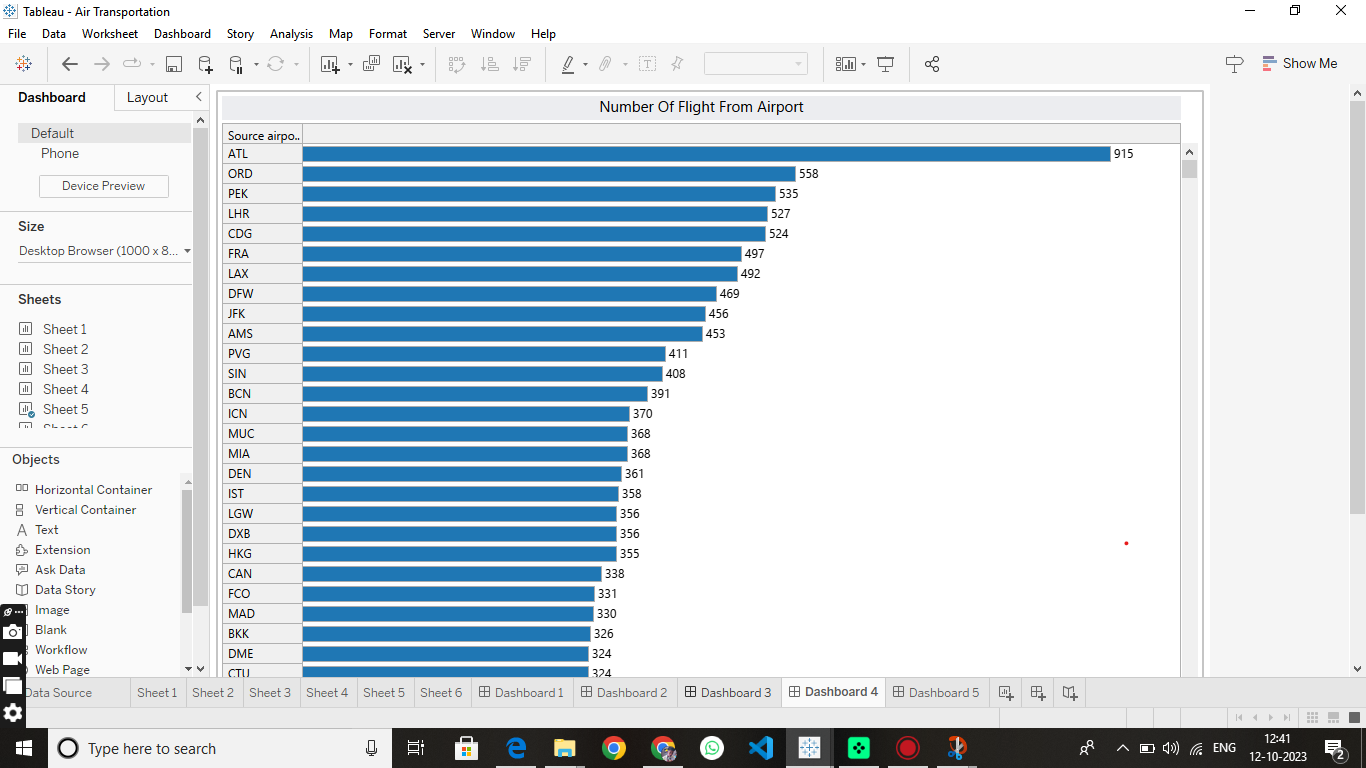 Tableau - Air Transportation
File Data Worksheet Dashboard Story Analysis Map Format Server Window Help
Show Me
Dashboard Layout
Default
Phone
Device Preview
Size
Desktop Browser (1000 x 8...
Sheets
Sheet 1
Sheet 2
Sheet 3
Sheet 4
Sheet 5
Objects
Horizontal Container
Vertical Container
Text
Extension
Ask Data
Data Story
Image
Blank
Workflow
Web Page
Number Of Flight From Airport
Source airpo..
ATL 915
ORD 558
PEK 535
LHR 527
CDG 524
FRA 497
LAX 492
DFW 469
JFK 456
AMS 453
PVG 411
SIN 408
BCN 391
ICN 370
MUC 368
MIA 368
DEN 361
IST 358
LGW 356
DXB 356
HKG 355
CAN 338
FCO 331
MAD 330
BKK 326
DME 324
CTU 324
Data Source Sheet 1 Sheet 2 Sheet 3 Sheet 4 Sheet 5 Sheet 6 Dashboard 1 Dashboard 2 Dashboard 3 Dashboard 4 Dashboard 5
Type here to search
ENG
12:41
12-10-2023
2